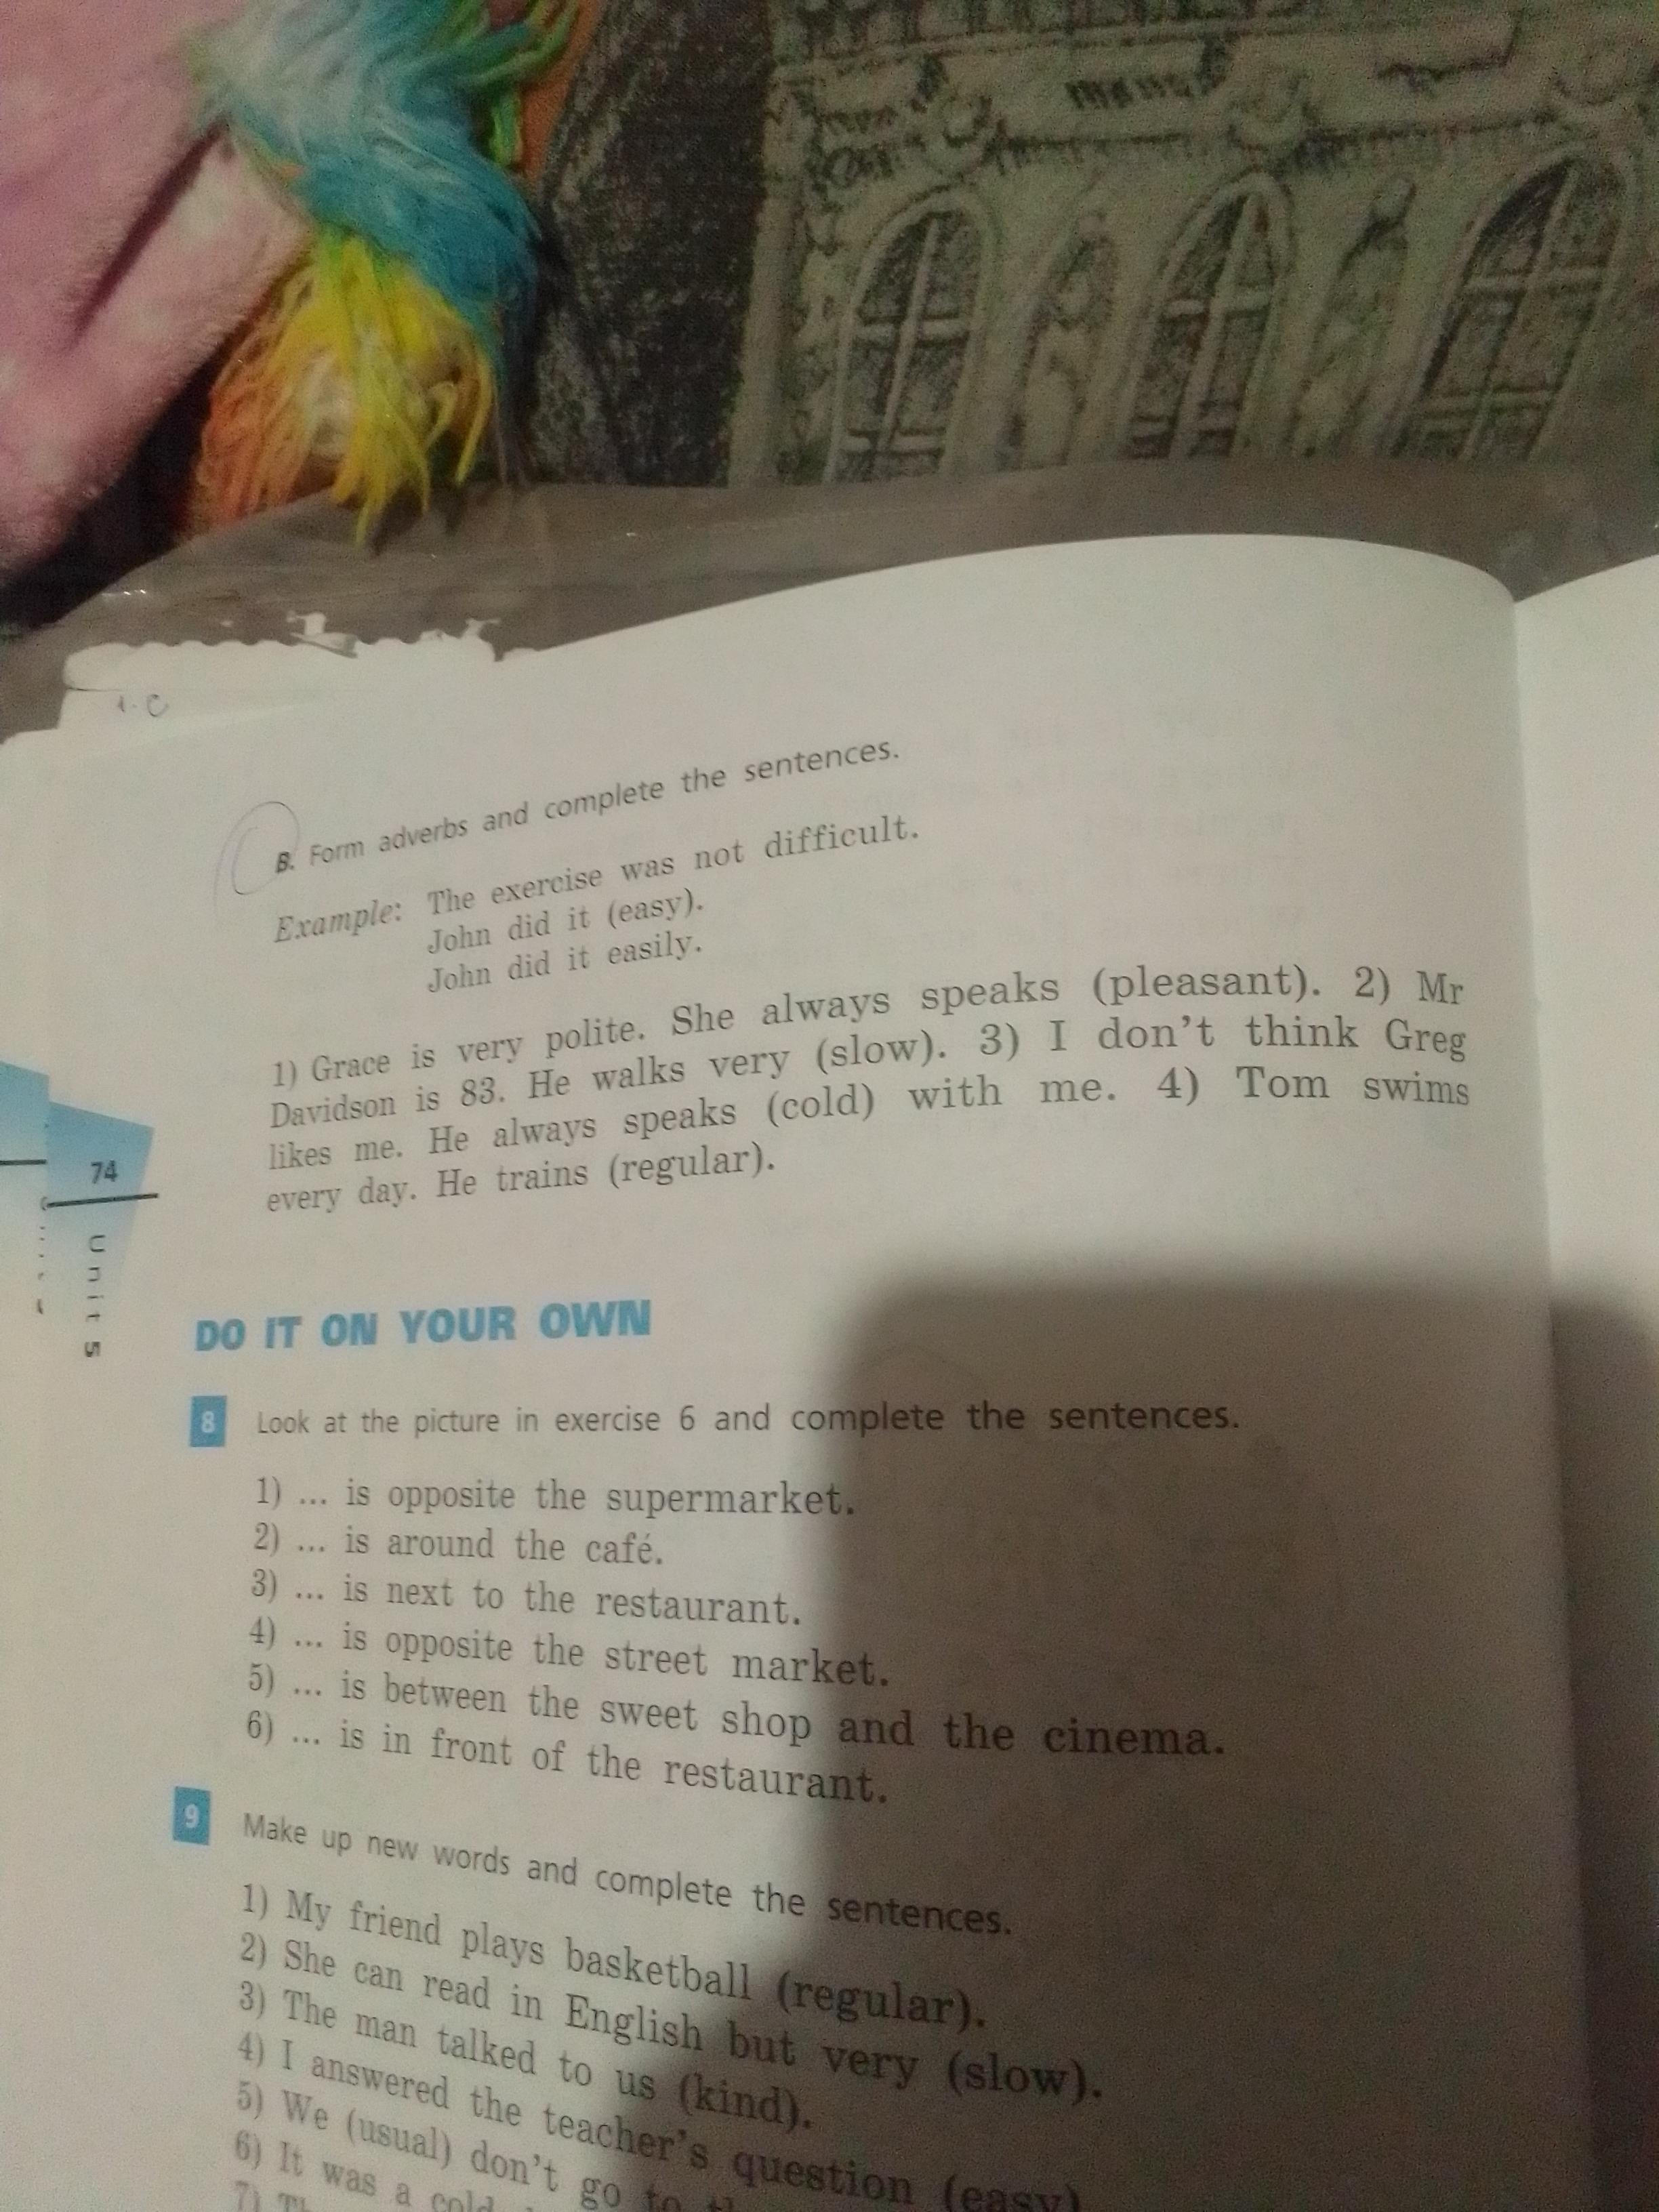 B. Form adverbs and complete the sentences.
Example: The exercise was not difficult.
John did it (easy).
John did it easily.
1) Grace is very polite. She always speaks (pleasant). 2) Mr
Davidson is 83. He walks very (slow). 3) I don't think Greg
likes me. He always speaks (cold) with me. 4) Tom swims
every day. He trains (regular).
74
Unit 5
DO IT ON YOUR OWN
8 Look at the picture in exercise 6 and complete the sentences.
1) ... is opposite the supermarket.
2) ... is around the café.
3) ... is next to the restaurant.
4) ... is opposite the street market.
5) ... is between the sweet shop and the cinema.
6) ... is in front of the restaurant.
9 Make up new words and complete the sentences.
1) My friend plays basketball (regular).
2) She can read in English but very (slow).
3) The man talked to us (kind).
4) I answered the teacher's question (easy)
5) We (usual) don't go to
6) It was a cold
7)